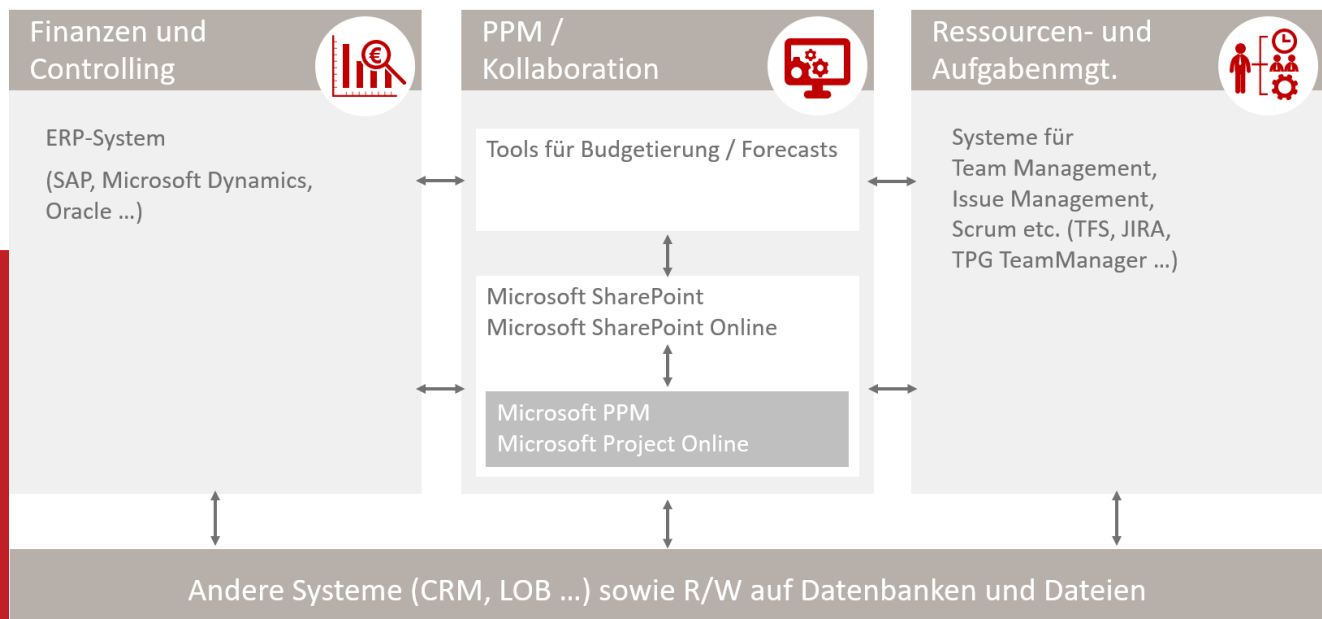 Finanzen und
Controlling
ERP-System
(SAP, Microsoft Dynamics,
Oracle …)
PPM /
Kollaboration
Tools für Budgetierung / Forecasts
Microsoft SharePoint
Microsoft SharePoint Online
Microsoft PPM
Microsoft Project Online
Ressourcen- und
Aufgabenmgt.
Systeme für
Team Management,
Issue Management,
Scrum etc. (TFS, JIRA,
TPG TeamManager …)
Andere Systeme (CRM, LOB …) sowie R/W auf Datenbanken und Dateien